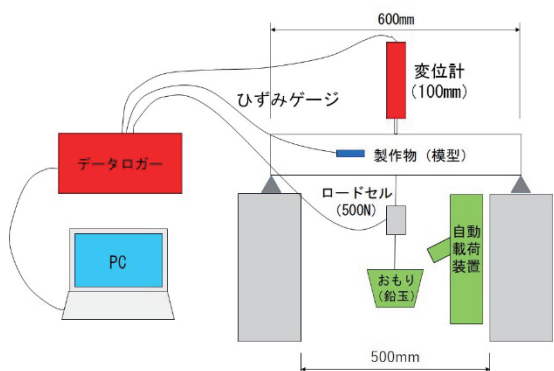 600mm
変位計
(100mm)
ひずみゲージ
データロガー
製作物（模型）
ロードセル
(500N)
自動
載荷
装置
PC
おもり
(鉛玉)
500mm